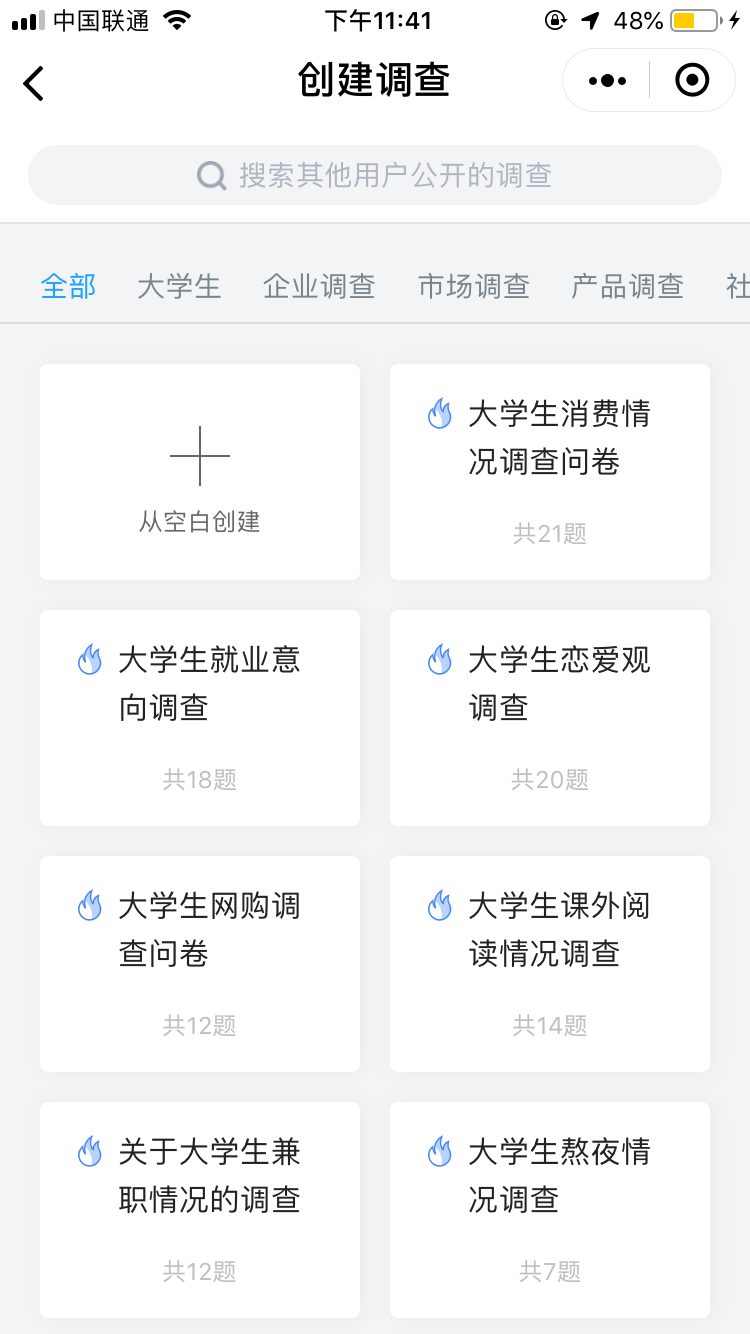 中国联通 下午11:41 48%
创建调查
搜索其他用户公开的调查
全部 大学生 企业调查 市场调查 产品调查 社
从空白创建
大学生消费情
况调查问卷
共21题
大学生就业意
向调查
共18题
大学生恋爱观
调查
共20题
大学生网购调
查问卷
共12题
大学生课外阅
读情况调查
共14题
关于大学生兼
职情况的调查
共12题
大学生熬夜情
况调查
共7题